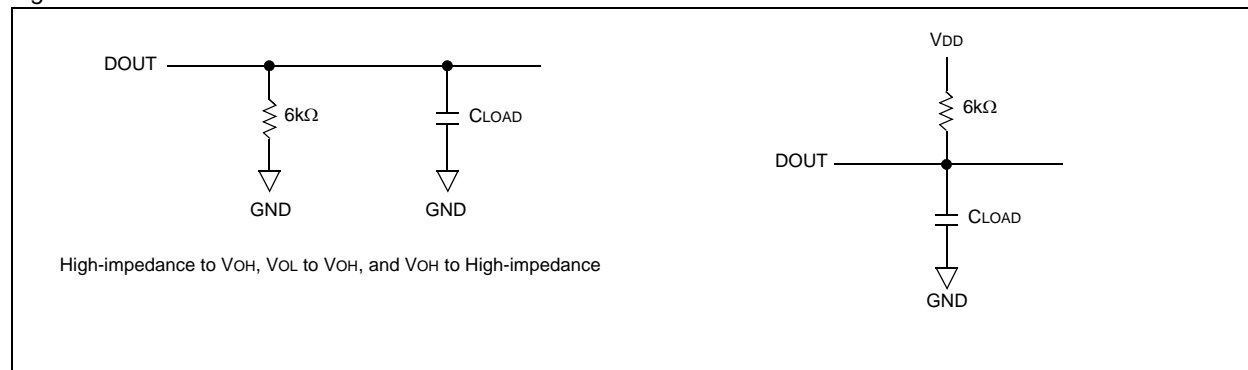 DOUT
6kΩ
CLOAD
GND
GND
High-impedance to VOH, VOL to VOH, and VOH to High-impedance
VDD
6kΩ
DOUT
CLOAD
GND